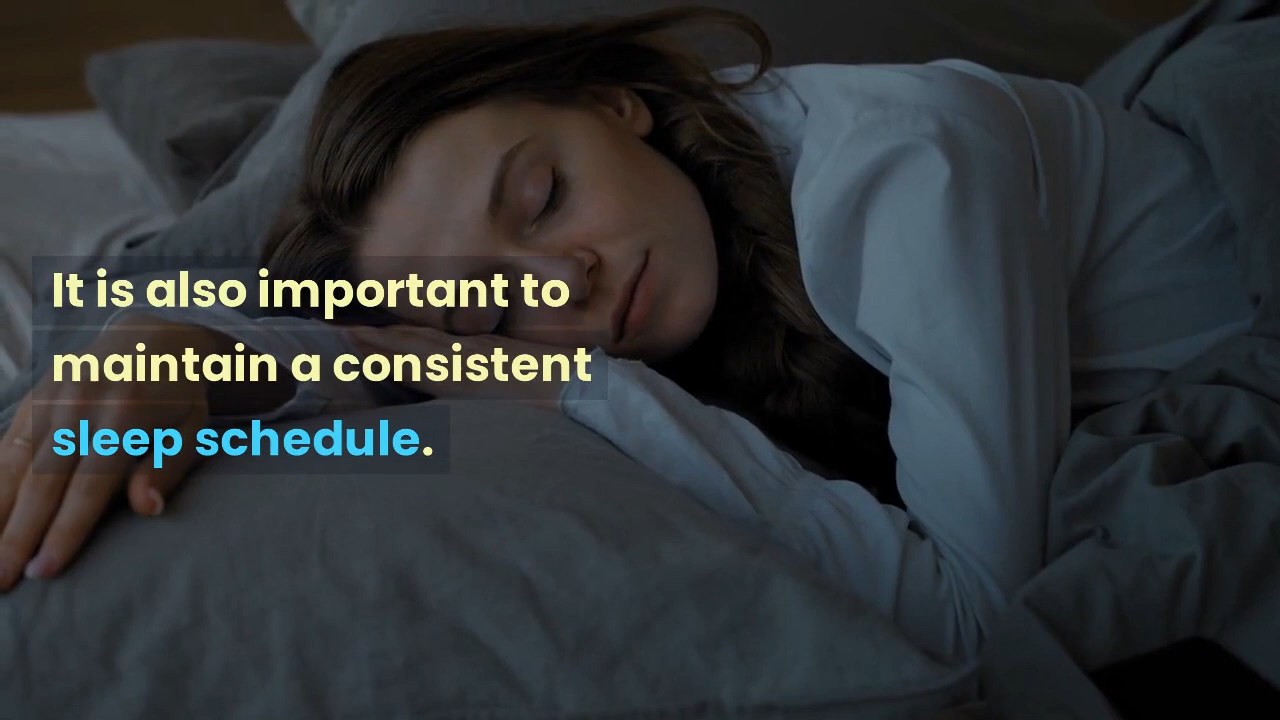 It is also important to
maintain a consistent
sleep schedule.